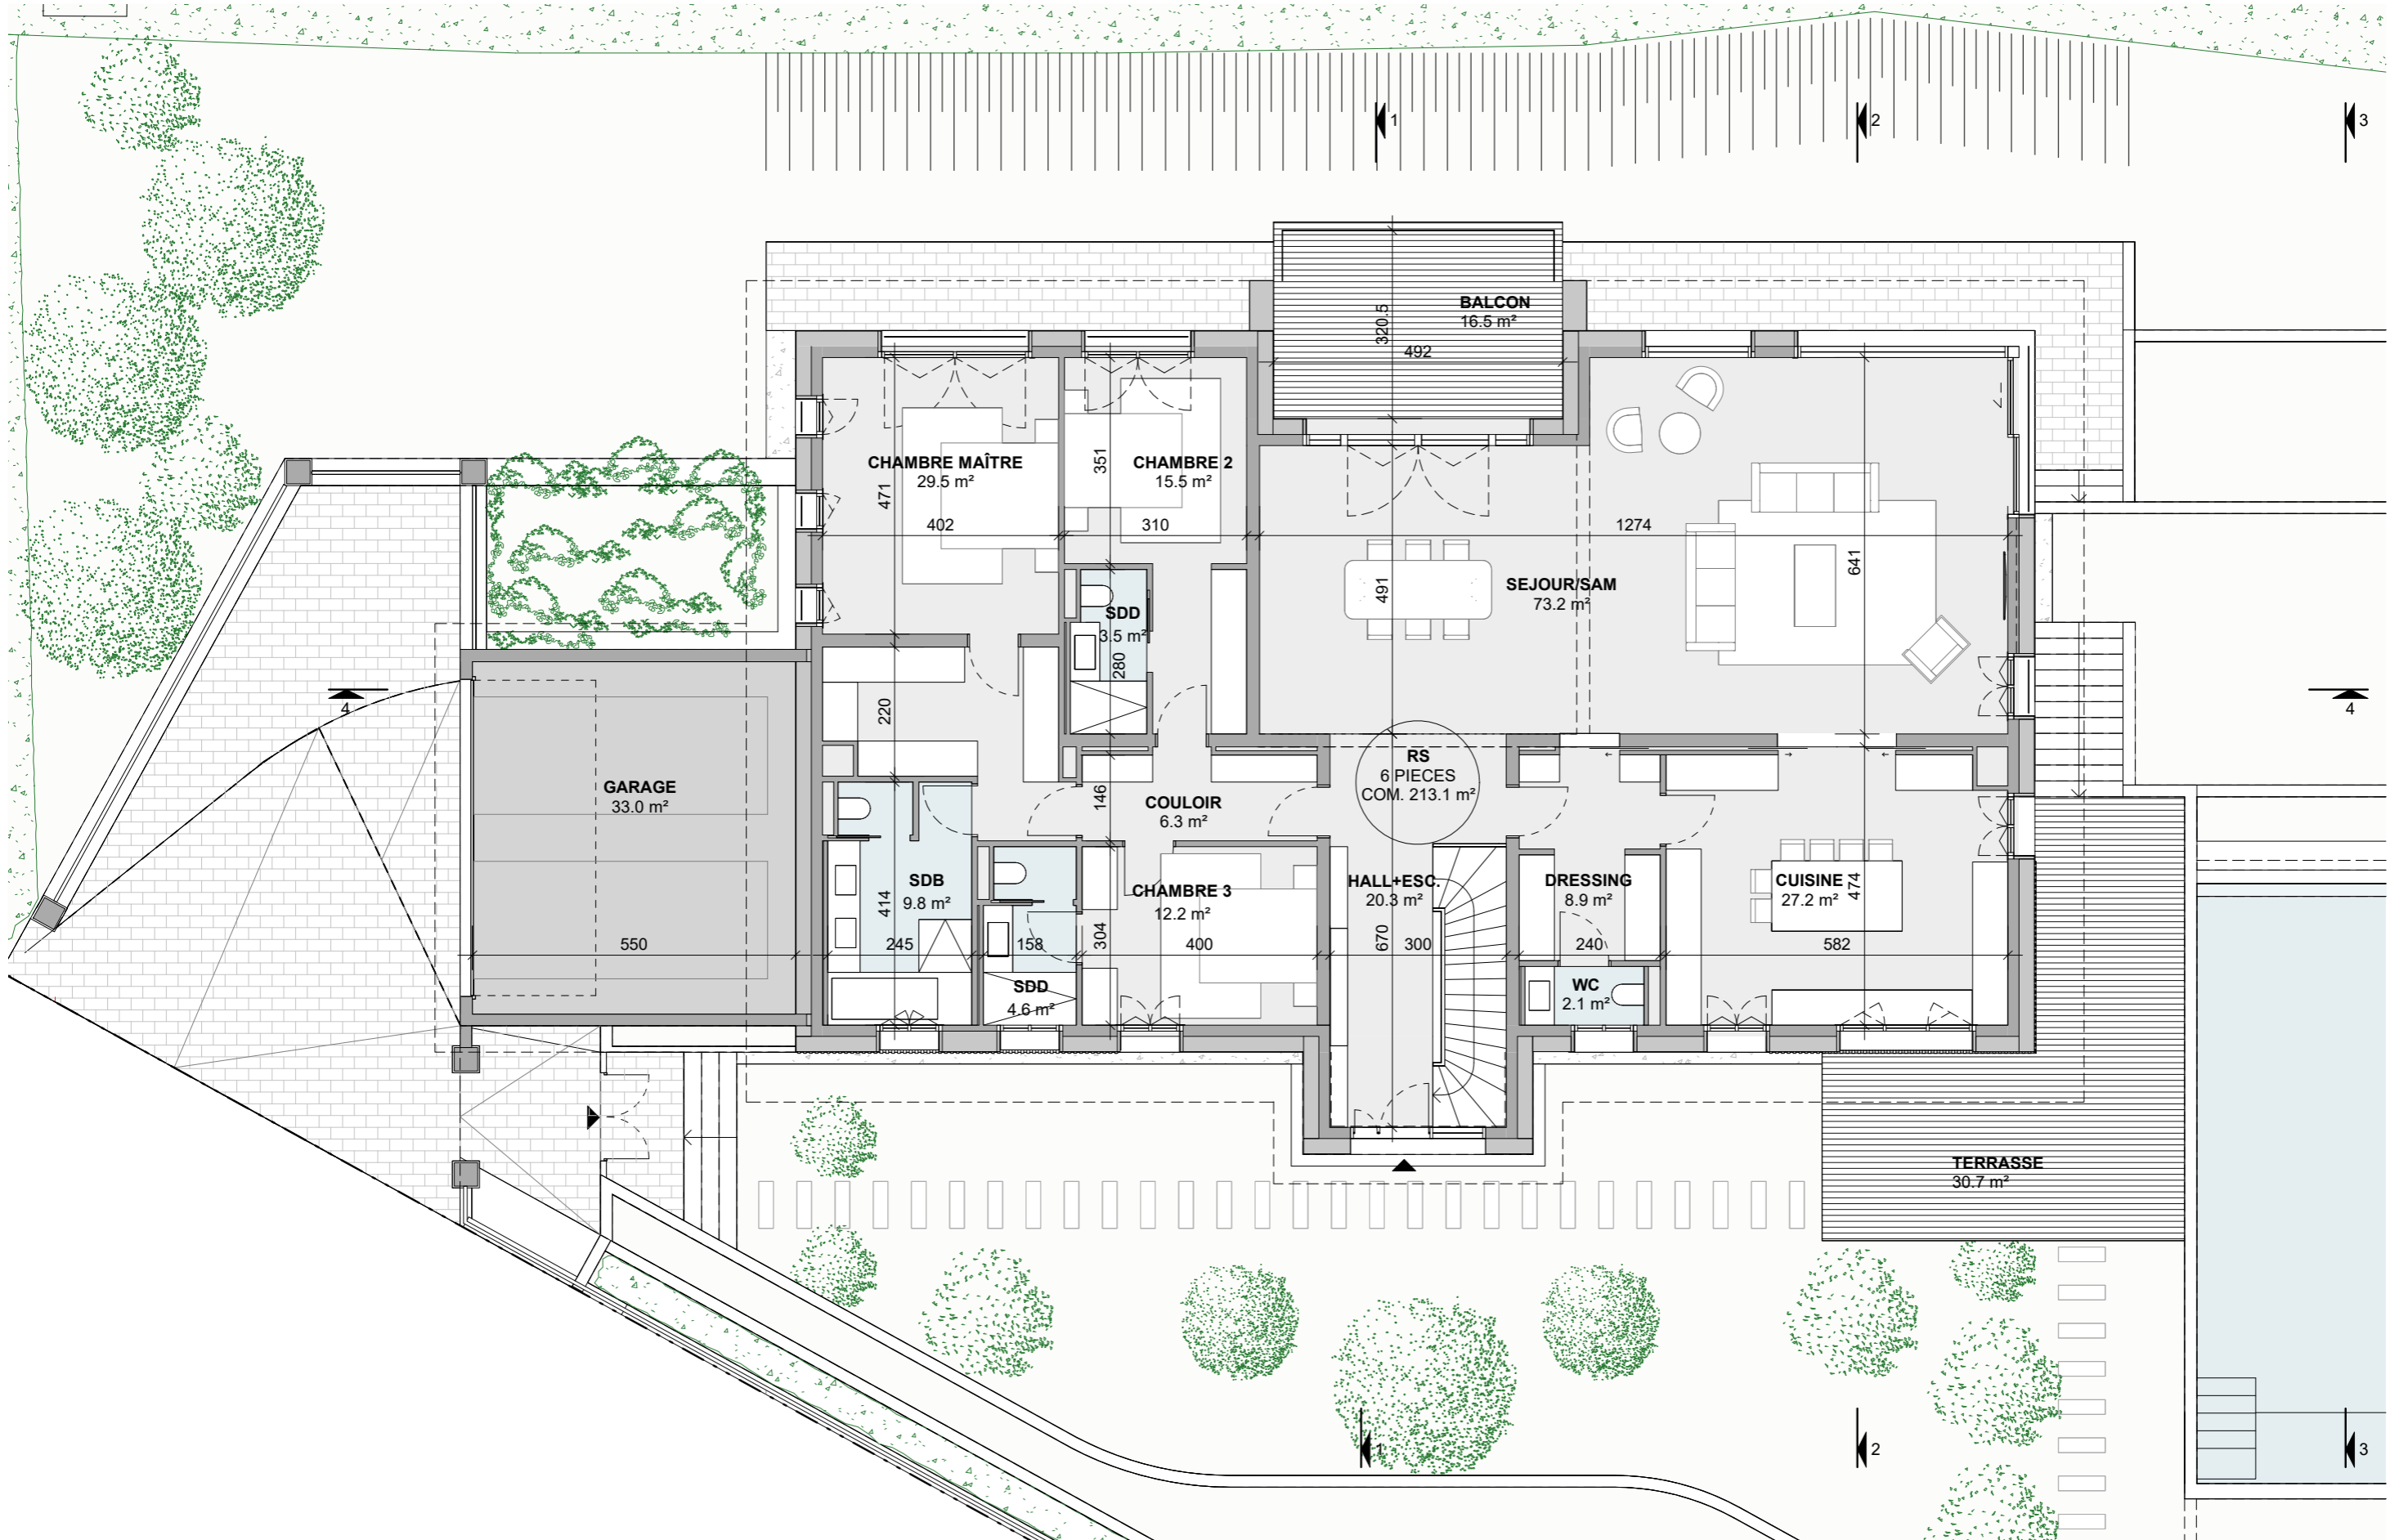 1
2
3
BALCON
16.5 m²
320.5
492
CHAMBRE MAÎTRE
29.5 m²
471
402
351
CHAMBRE 2
15.5 m²
310
1274
641
491
SEJOUR/SAM
73.2 m²
SDD
3.5 m²
280
4
4
220
GARAGE
33.0 m²
550
RS
6 PIECES
COM. 213.1 m²
146
COULOIR
6.3 m²
SDB
9.8 m²
414
245
158
SDD
4.6 m²
CHAMBRE 3
12.2 m²
304
400
HALL+ESC.
20.3 m²
670
300
DRESSING
8.9 m²
240
WC
2.1 m²
CUISINE
27.2 m²
474
582
TERRASSE
30.7 m²
1
2
3